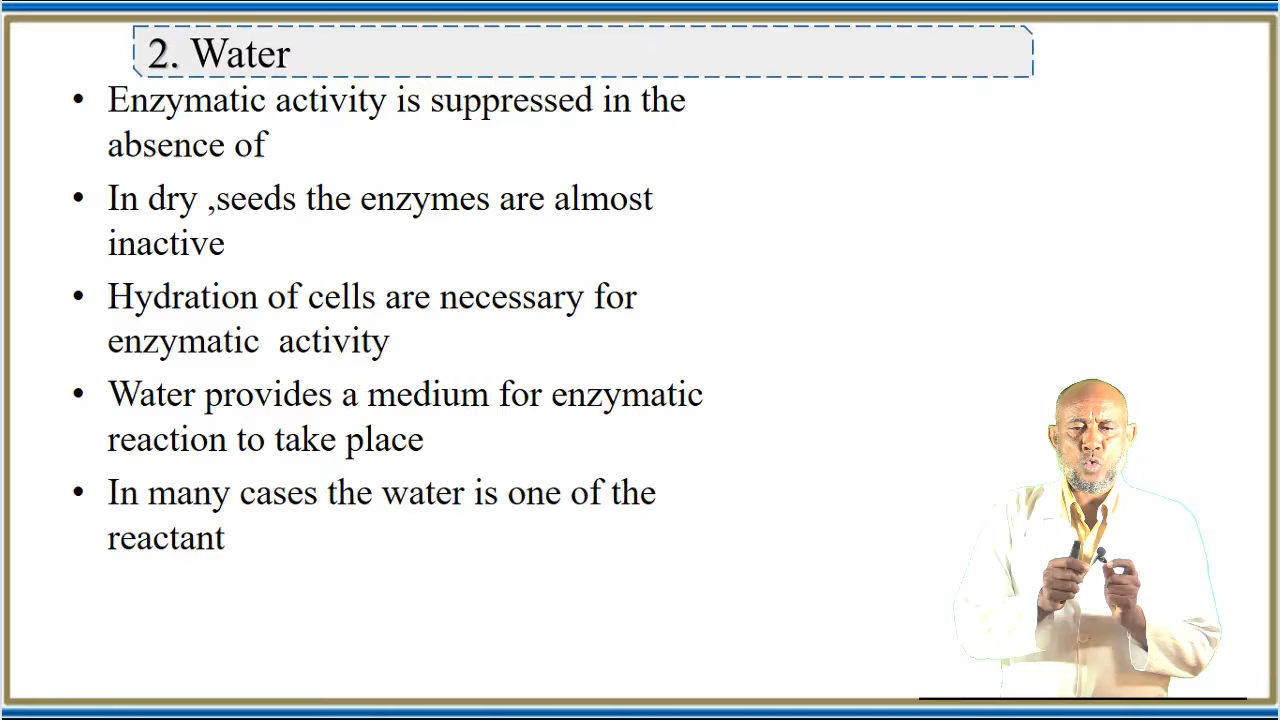 2. Water
• Enzymatic activity is suppressed in the
absence of
• In dry ,seeds the enzymes are almost
inactive
• Hydration of cells are necessary for
enzymatic  activity
• Water provides a medium for enzymatic
reaction to take place
• In many cases the water is one of the
reactant